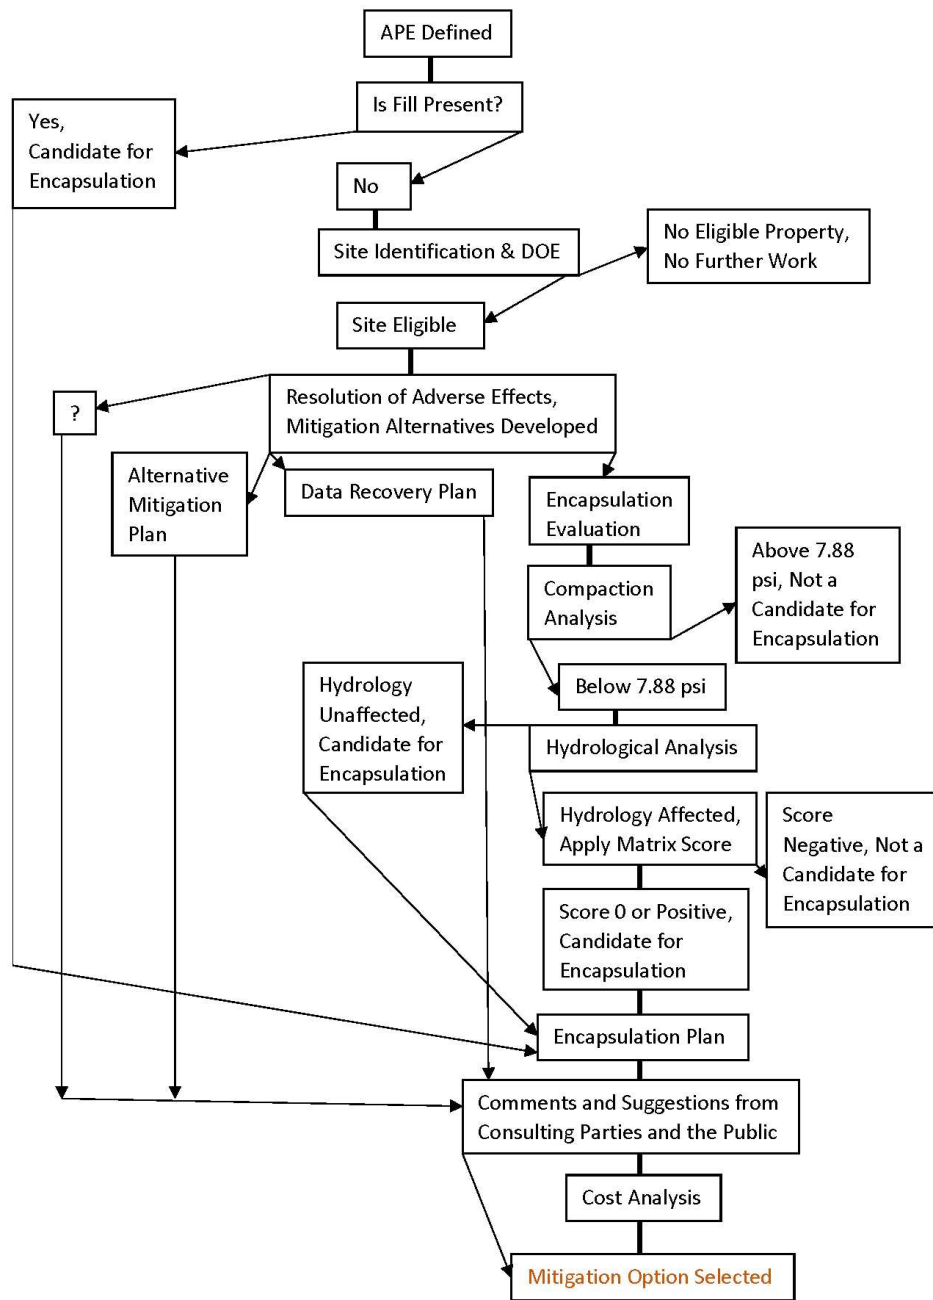 APE Defined
Is Fill Present?
Yes,
Candidate for
Encapsulation
No
Site Identification & DOE
No Eligible Property,
No Further Work
Site Eligible
Resolution of Adverse Effects,
Mitigation Alternatives Developed
?
Alternative
Mitigation
Plan
Data Recovery Plan
Encapsulation
Evaluation
Compaction
Analysis
Above 7.88
psi, Not a
Candidate for
Encapsulation
Below 7.88 psi
Hydrology
Unaffected,
Candidate for
Encapsulation
Hydrological Analysis
Hydrology Affected,
Apply Matrix Score
Score
Negative, Not a
Candidate for
Encapsulation
Score 0 or Positive,
Candidate for
Encapsulation
Encapsulation Plan
Comments and Suggestions from
Consulting Parties and the Public
Cost Analysis
Mitigation Option Selected